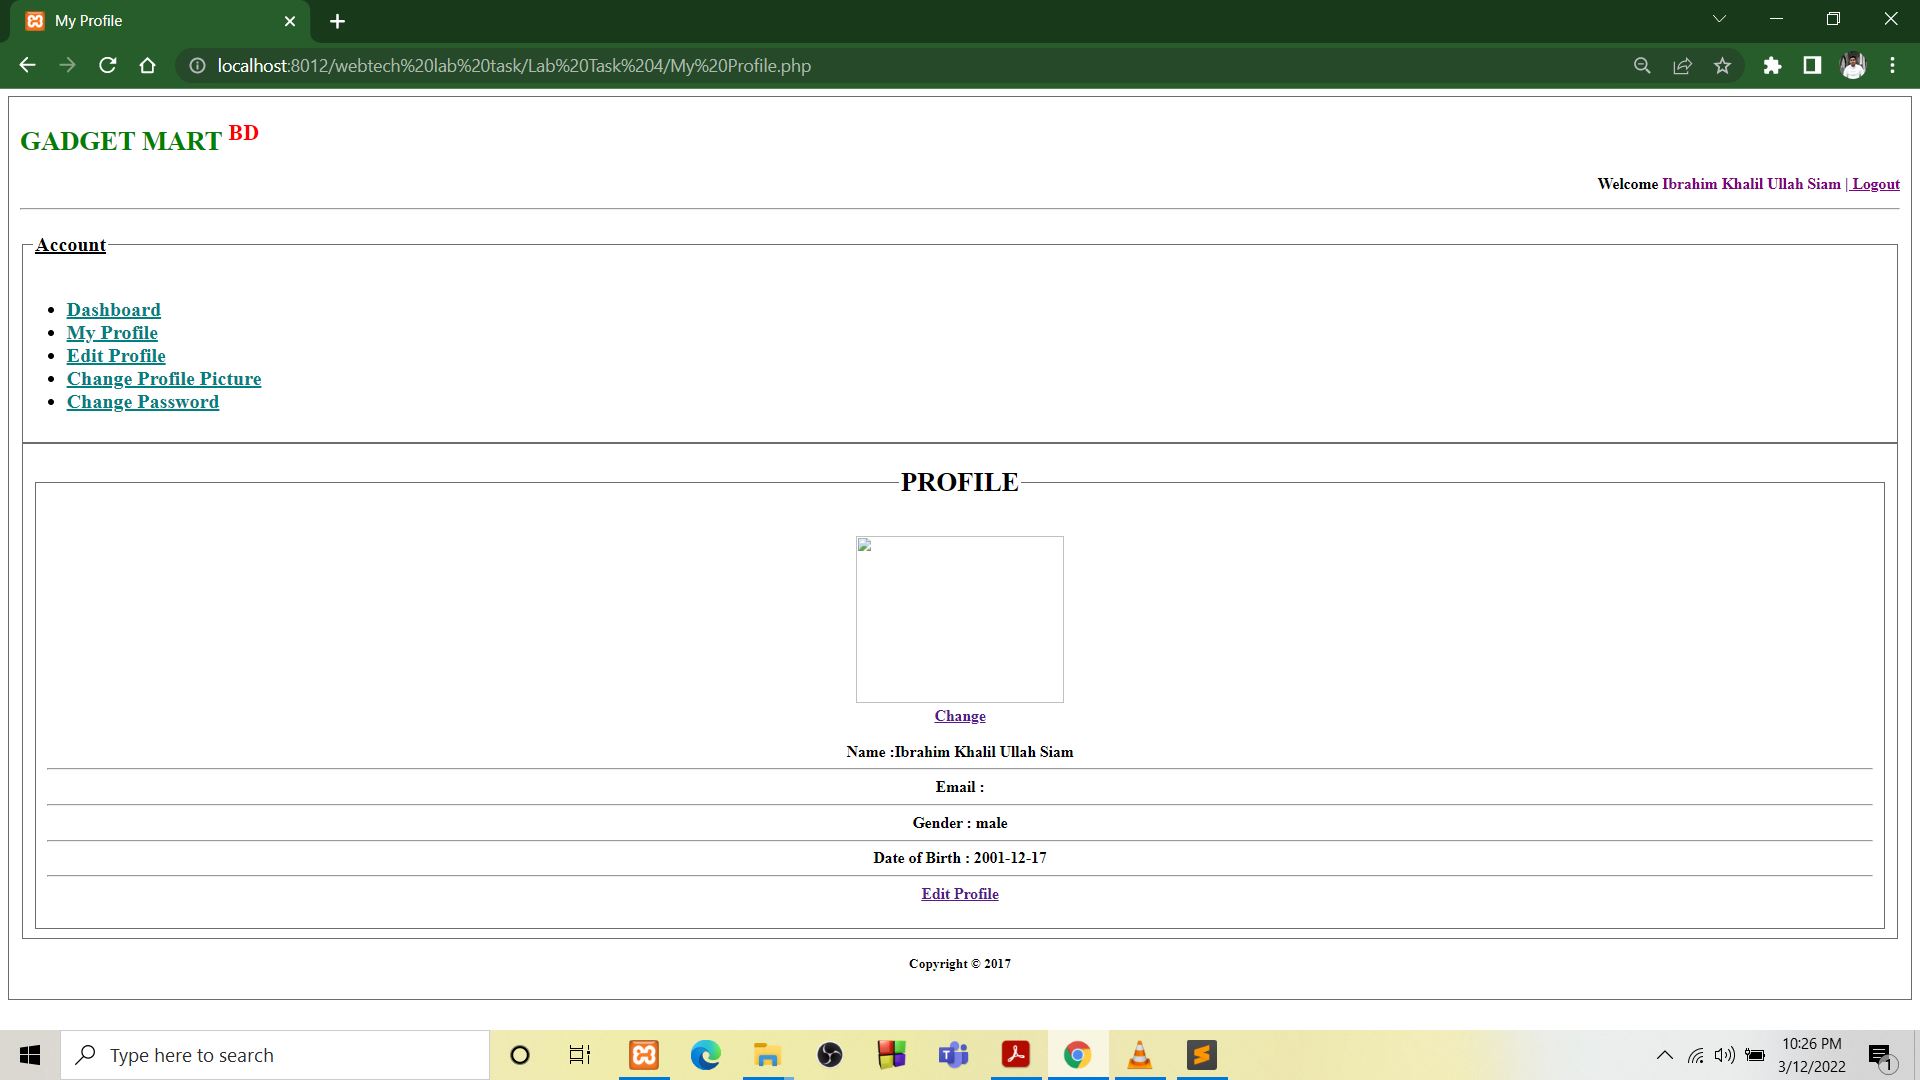 My Profile
localhost:8012/webtech%20lab%20task/Lab%20Task%204/My%20Profile.php
GADGET MART BD
Welcome Ibrahim Khalil Ullah Siam | Logout
Account
Dashboard
My Profile
Edit Profile
Change Profile Picture
Change Password
PROFILE
Change
Name :Ibrahim Khalil Ullah Siam
Email :
Gender : male
Date of Birth : 2001-12-17
Edit Profile
Copyright © 2017
Type here to search
10:26 PM
3/12/2022
1